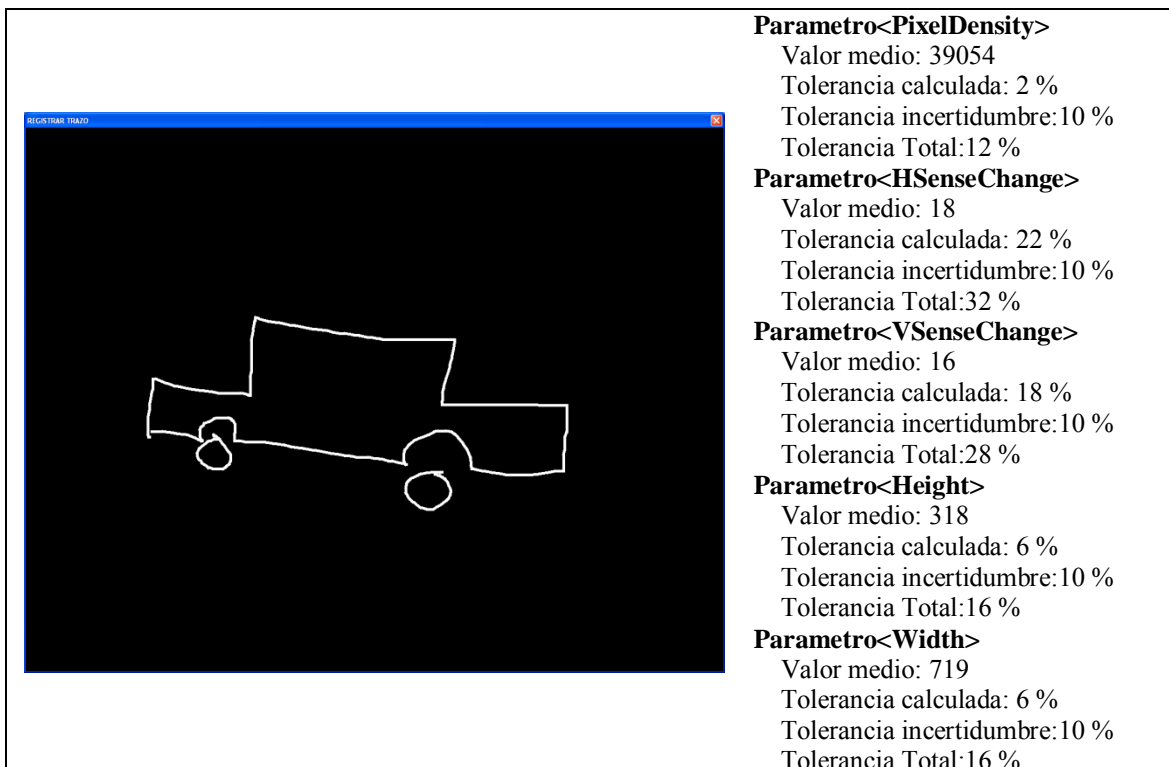 REGISTRAR TRAZO
Parametro<PixelDensity>
Valor medio: 39054
Tolerancia calculada: 2 %
Tolerancia incertidumbre:10 %
Tolerancia Total:12 %
Parametro<HSenseChange>
Valor medio: 18
Tolerancia calculada: 22 %
Tolerancia incertidumbre:10 %
Tolerancia Total:32 %
Parametro<VSenseChange>
Valor medio: 16
Tolerancia calculada: 18 %
Tolerancia incertidumbre:10 %
Tolerancia Total:28 %
Parametro<Height>
Valor medio: 318
Tolerancia calculada: 6 %
Tolerancia incertidumbre:10 %
Tolerancia Total:16 %
Parametro<Width>
Valor medio: 719
Tolerancia calculada: 6 %
Tolerancia incertidumbre:10 %
Tolerancia Total:16 %